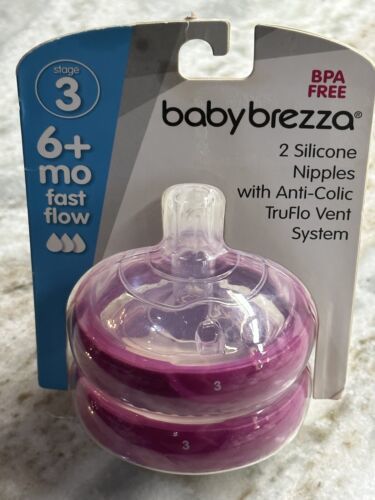 stage
3
6+
mo
fast
flow
BPA
FREE
babybrezza®
2 Silicone
Nipples
with Anti-Colic
TruFlo Vent
System
3
3